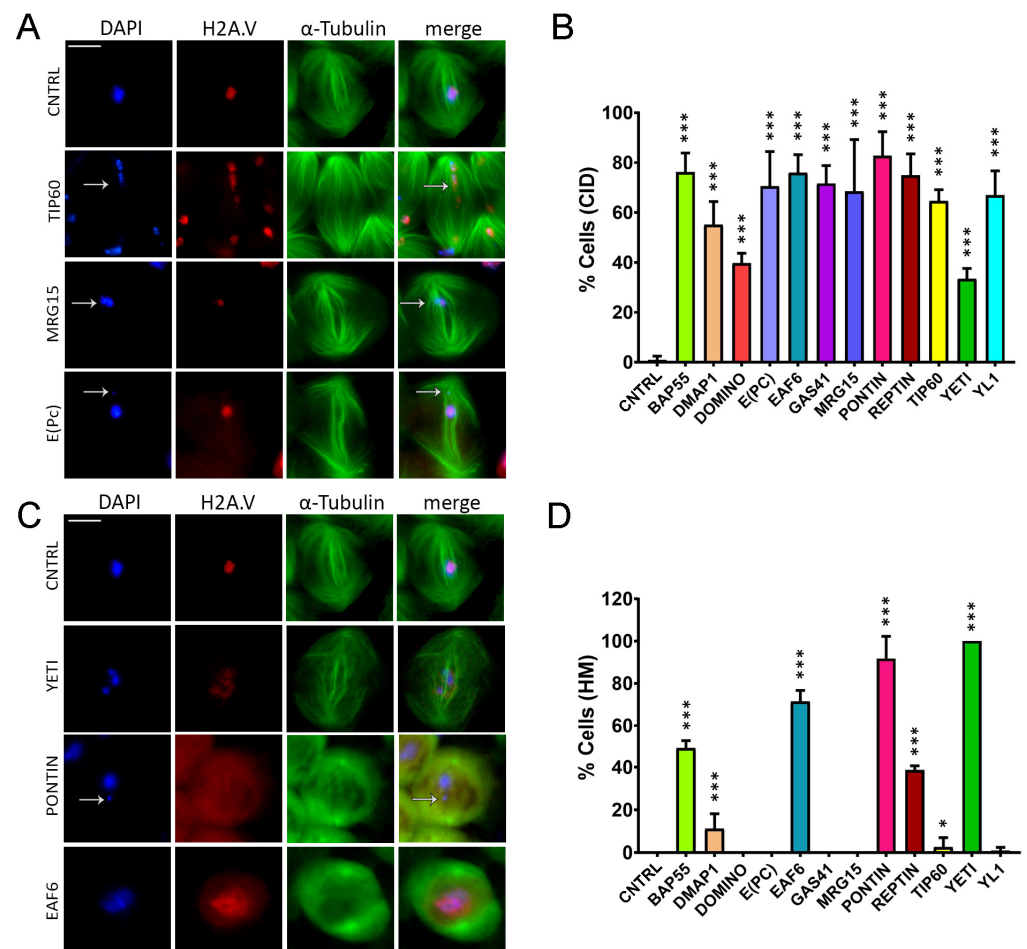 A
DAPI H2A.V α-Tubulin merge
CNTRL
TIP60
MRG15
E(Pc)
B
% Cells (CID)
100
80
60
40
20
0
*** *** *** *** *** *** *** *** *** *** *** ***
CNTRL BAP55 DMAP1 DOMINO E(PC) EAF6 GAS41 MRG15 PONTIN REPTIN TIP60 YETI YL1
C
DAPI H2A.V α-Tubulin merge
CNTRL
YETI
PONTIN
EAF6
D
% Cells (HM)
120
100
80
60
40
20
0
*** *** *** *** *** * ***
CNTRL BAP55 DMAP1 DOMINO E(PC) EAF6 GAS41 MRG15 PONTIN REPTIN TIP60 YETI YL1